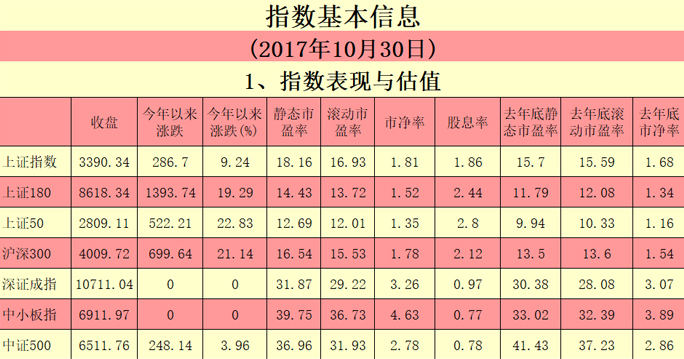 指数基本信息
(2017年10月30日)
1、指数表现与估值
收盘 今年以来涨跌 今年以来涨跌(%) 静态市盈率 滚动市盈率 市净率 股息率 去年底静态市盈率 去年底滚动市盈率 去年底市净率
上证指数 3390.34 286.7 9.24 18.16 16.93 1.81 1.86 15.7 15.59 1.68
上证180 8618.34 1393.74 19.29 14.43 13.72 1.52 2.44 11.79 12.08 1.34
上证50 2809.11 522.21 22.83 12.69 12.01 1.35 2.8 9.94 10.33 1.16
沪深300 4009.72 699.64 21.14 16.54 15.53 1.78 2.12 13.5 13.6 1.54
深证成指 10711.04 0 0 31.87 29.22 3.26 0.97 30.38 28.08 3.07
中小板指 6911.97 0 0 39.75 36.73 4.63 0.77 33.02 32.39 3.89
中证500 6511.76 248.14 3.96 36.96 31.93 2.78 0.78 41.43 37.23 2.86